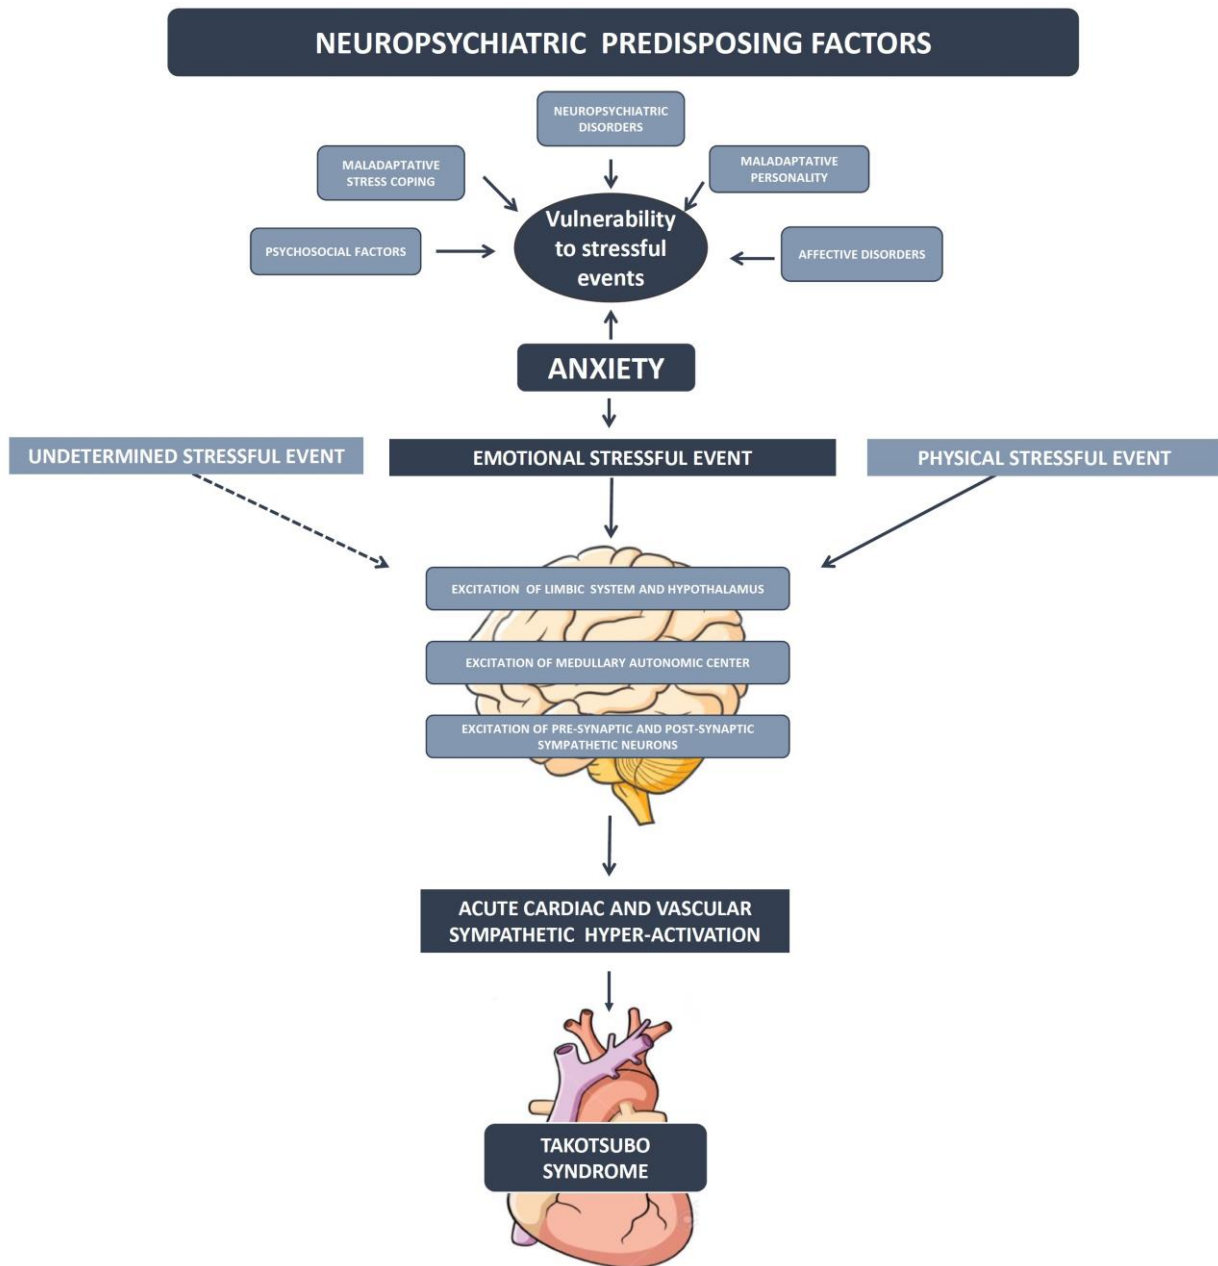 NEUROPSYCHIATRIC PREDISPOSING FACTORS
NEUROPSYCHIATRIC
DISORDERS
MALADAPTATIVE
STRESS COPING
MALADAPTATIVE
PERSONALITY
PSYCHOSOCIAL FACTORS
Vulnerability
to stressful
events
AFFECTIVE DISORDERS
ANXIETY
UNDETERMINED STRESSFUL EVENT
EMOTIONAL STRESSFUL EVENT
PHYSICAL STRESSFUL EVENT
EXCITATION OF LIMBIC SYSTEM AND HYPOTHALAMUS
EXCITATION OF MEDULLARY AUTONOMIC CENTER
EXCITATION OF PRE-SYNAPTIC AND POST-SYNAPTIC
SYMPATHETIC NEURONS
ACUTE CARDIAC AND VASCULAR
SYMPATHETIC HYPER-ACTIVATION
TAKOTSUBO
SYNDROME